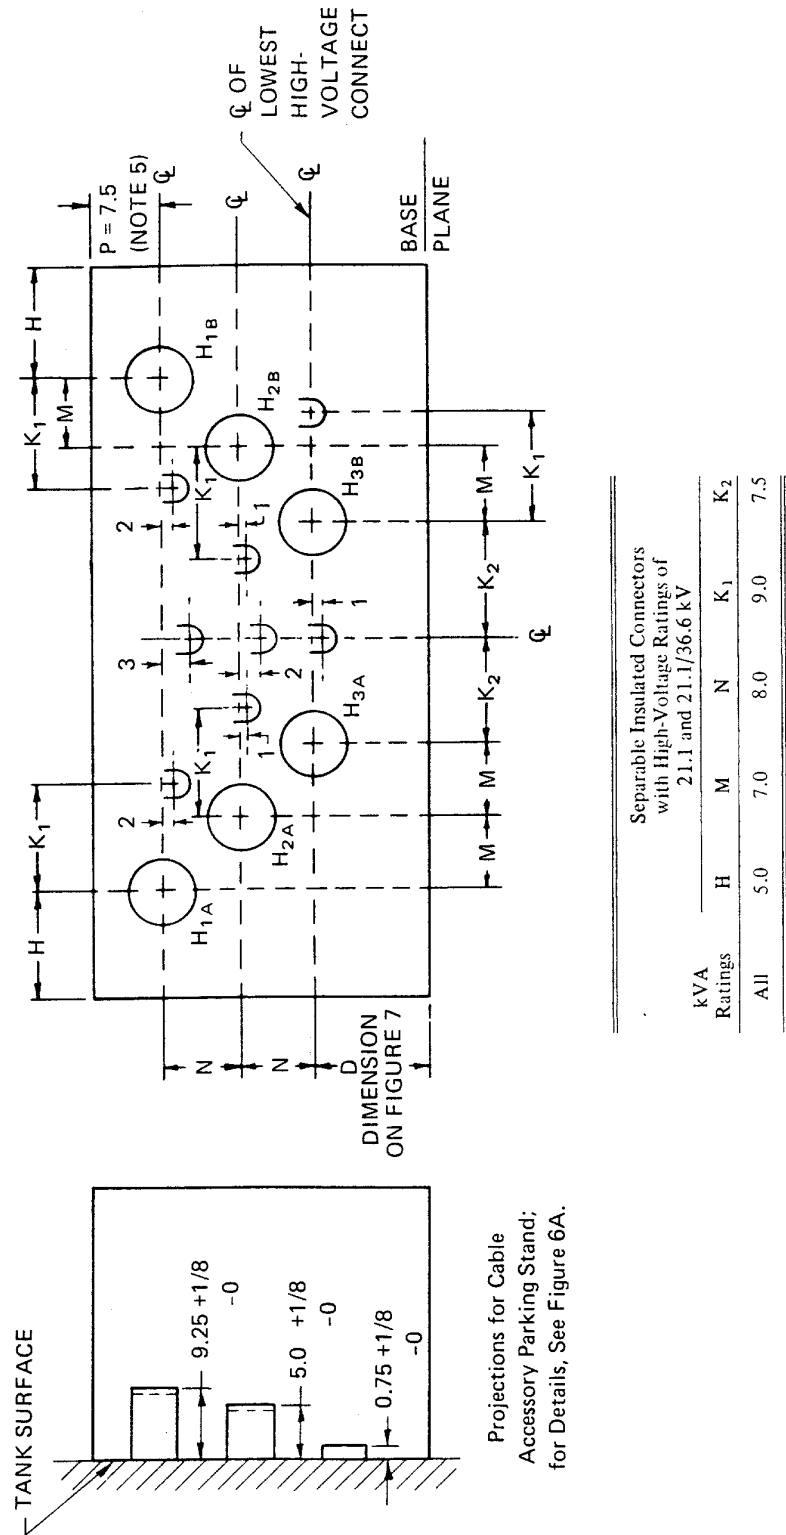 TANK SURFACE
9.25 +1/8
-0
5.0 +1/8
-0
0.75 +1/8
-0
Projections for Cable
Accessory Parking Stand;
for Details, See Figure 6A.
H
K1
K1
M
H
P = 7.5
(NOTE 5)
℄
2
3
2
H1A
H1B
N
K1
K1
1
1
2
H2A
H2B
℄
℄ OF
LOWEST
HIGH-
VOLTAGE
CONNECT
N
1
H3A
H3B
℄
D
DIMENSION
ON FIGURE 7
BASE
PLANE
M
M
K2
K2
M
K1
℄
Separable Insulated Connectors
with High-Voltage Ratings of
21.1 and 21.1/36.6 kV
kVA
Ratings H M N K1 K2
All 5.0 7.0 8.0 9.0 7.5